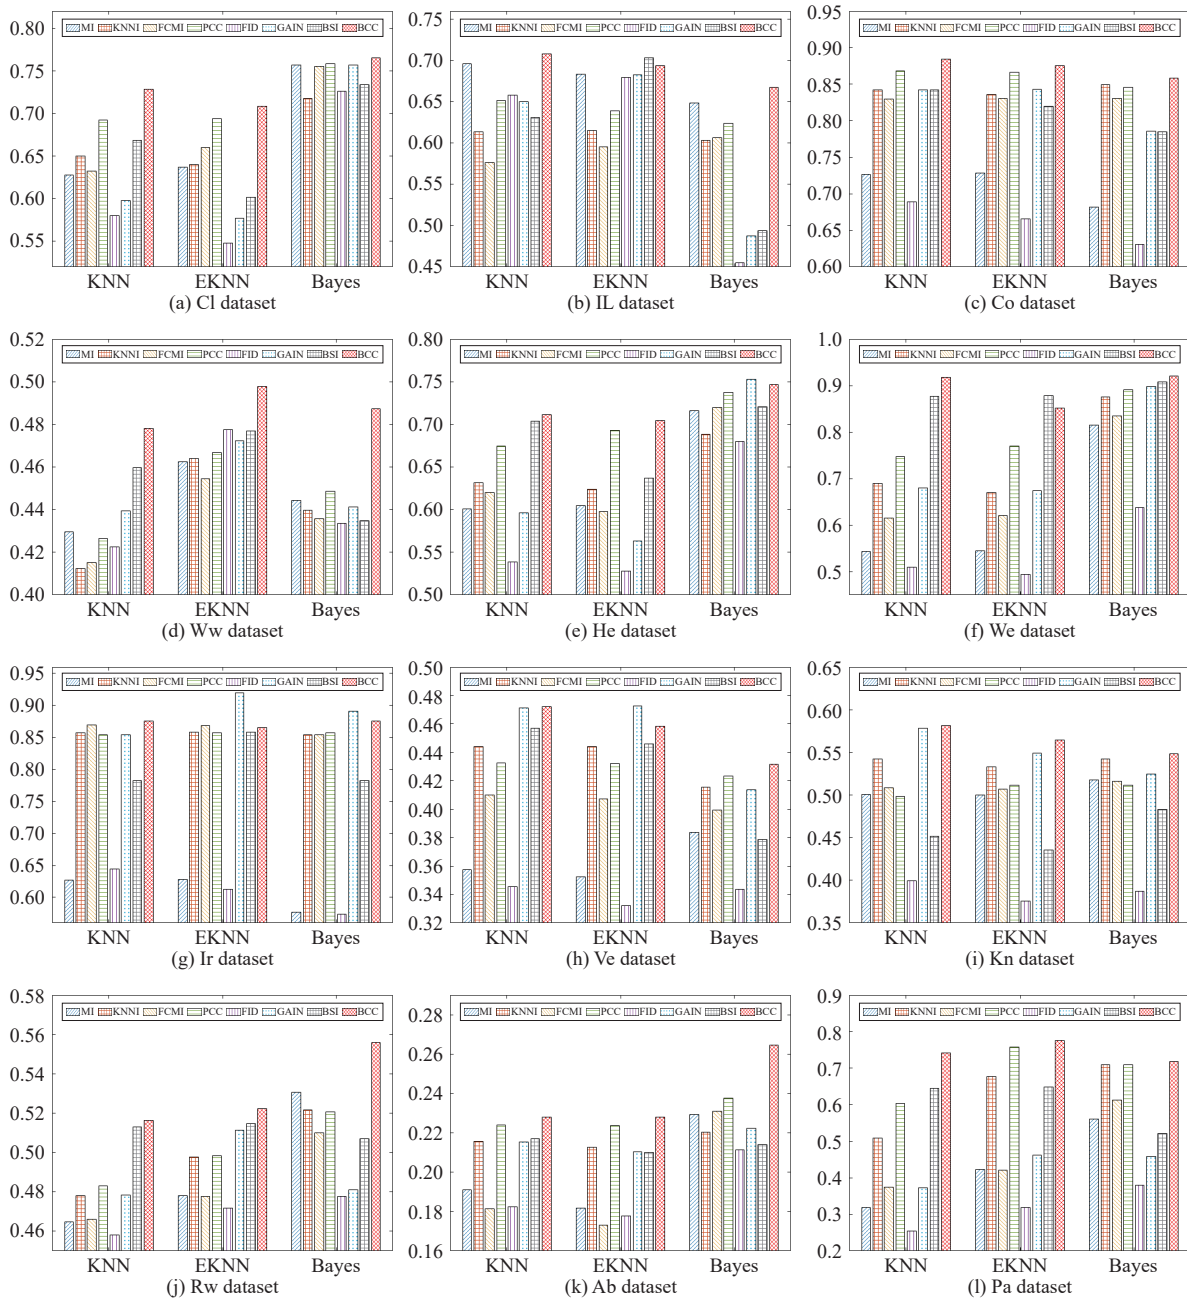 0.80
0.75
0.70
0.65
0.60
0.55
MI KNNI FCMI PCC FID GAIN BSI BCC
KNN EKNN Bayes
(a) Cl dataset
0.75
0.70
0.65
0.60
0.55
0.50
0.45
MI KNNI FCMI PCC FID GAIN BSI BCC
KNN EKNN Bayes
(b) IL dataset
0.95
0.90
0.85
0.80
0.75
0.70
0.65
0.60
MI KNNI FCMI PCC FID GAIN BSI BCC
KNN EKNN Bayes
(c) Co dataset
0.52
0.50
0.48
0.46
0.44
0.42
0.40
MI KNNI FCMI PCC FID GAIN BSI BCC
KNN EKNN Bayes
(d) Ww dataset
0.80
0.75
0.70
0.65
0.60
0.55
0.50
MI KNNI FCMI PCC FID GAIN BSI BCC
KNN EKNN Bayes
(e) He dataset
1.0
0.9
0.8
0.7
0.6
0.5
MI KNNI FCMI PCC FID GAIN BSI BCC
KNN EKNN Bayes
(f) We dataset
0.95
0.90
0.85
0.80
0.75
0.70
0.65
0.60
MI KNNI FCMI PCC FID GAIN BSI BCC
KNN EKNN Bayes
(g) Ir dataset
0.50
0.48
0.46
0.44
0.42
0.40
0.38
0.36
0.34
0.32
MI KNNI FCMI PCC FID GAIN BSI BCC
KNN EKNN Bayes
(h) Ve dataset
0.65
0.60
0.55
0.50
0.45
0.40
0.35
MI KNNI FCMI PCC FID GAIN BSI BCC
KNN EKNN Bayes
(i) Kn dataset
0.58
0.56
0.54
0.52
0.50
0.48
0.46
MI KNNI FCMI PCC FID GAIN BSI BCC
KNN EKNN Bayes
(j) Rw dataset
0.28
0.26
0.24
0.22
0.20
0.18
0.16
MI KNNI FCMI PCC FID GAIN BSI BCC
KNN EKNN Bayes
(k) Ab dataset
0.9
0.8
0.7
0.6
0.5
0.4
0.3
0.2
MI KNNI FCMI PCC FID GAIN BSI BCC
KNN EKNN Bayes
(l) Pa dataset